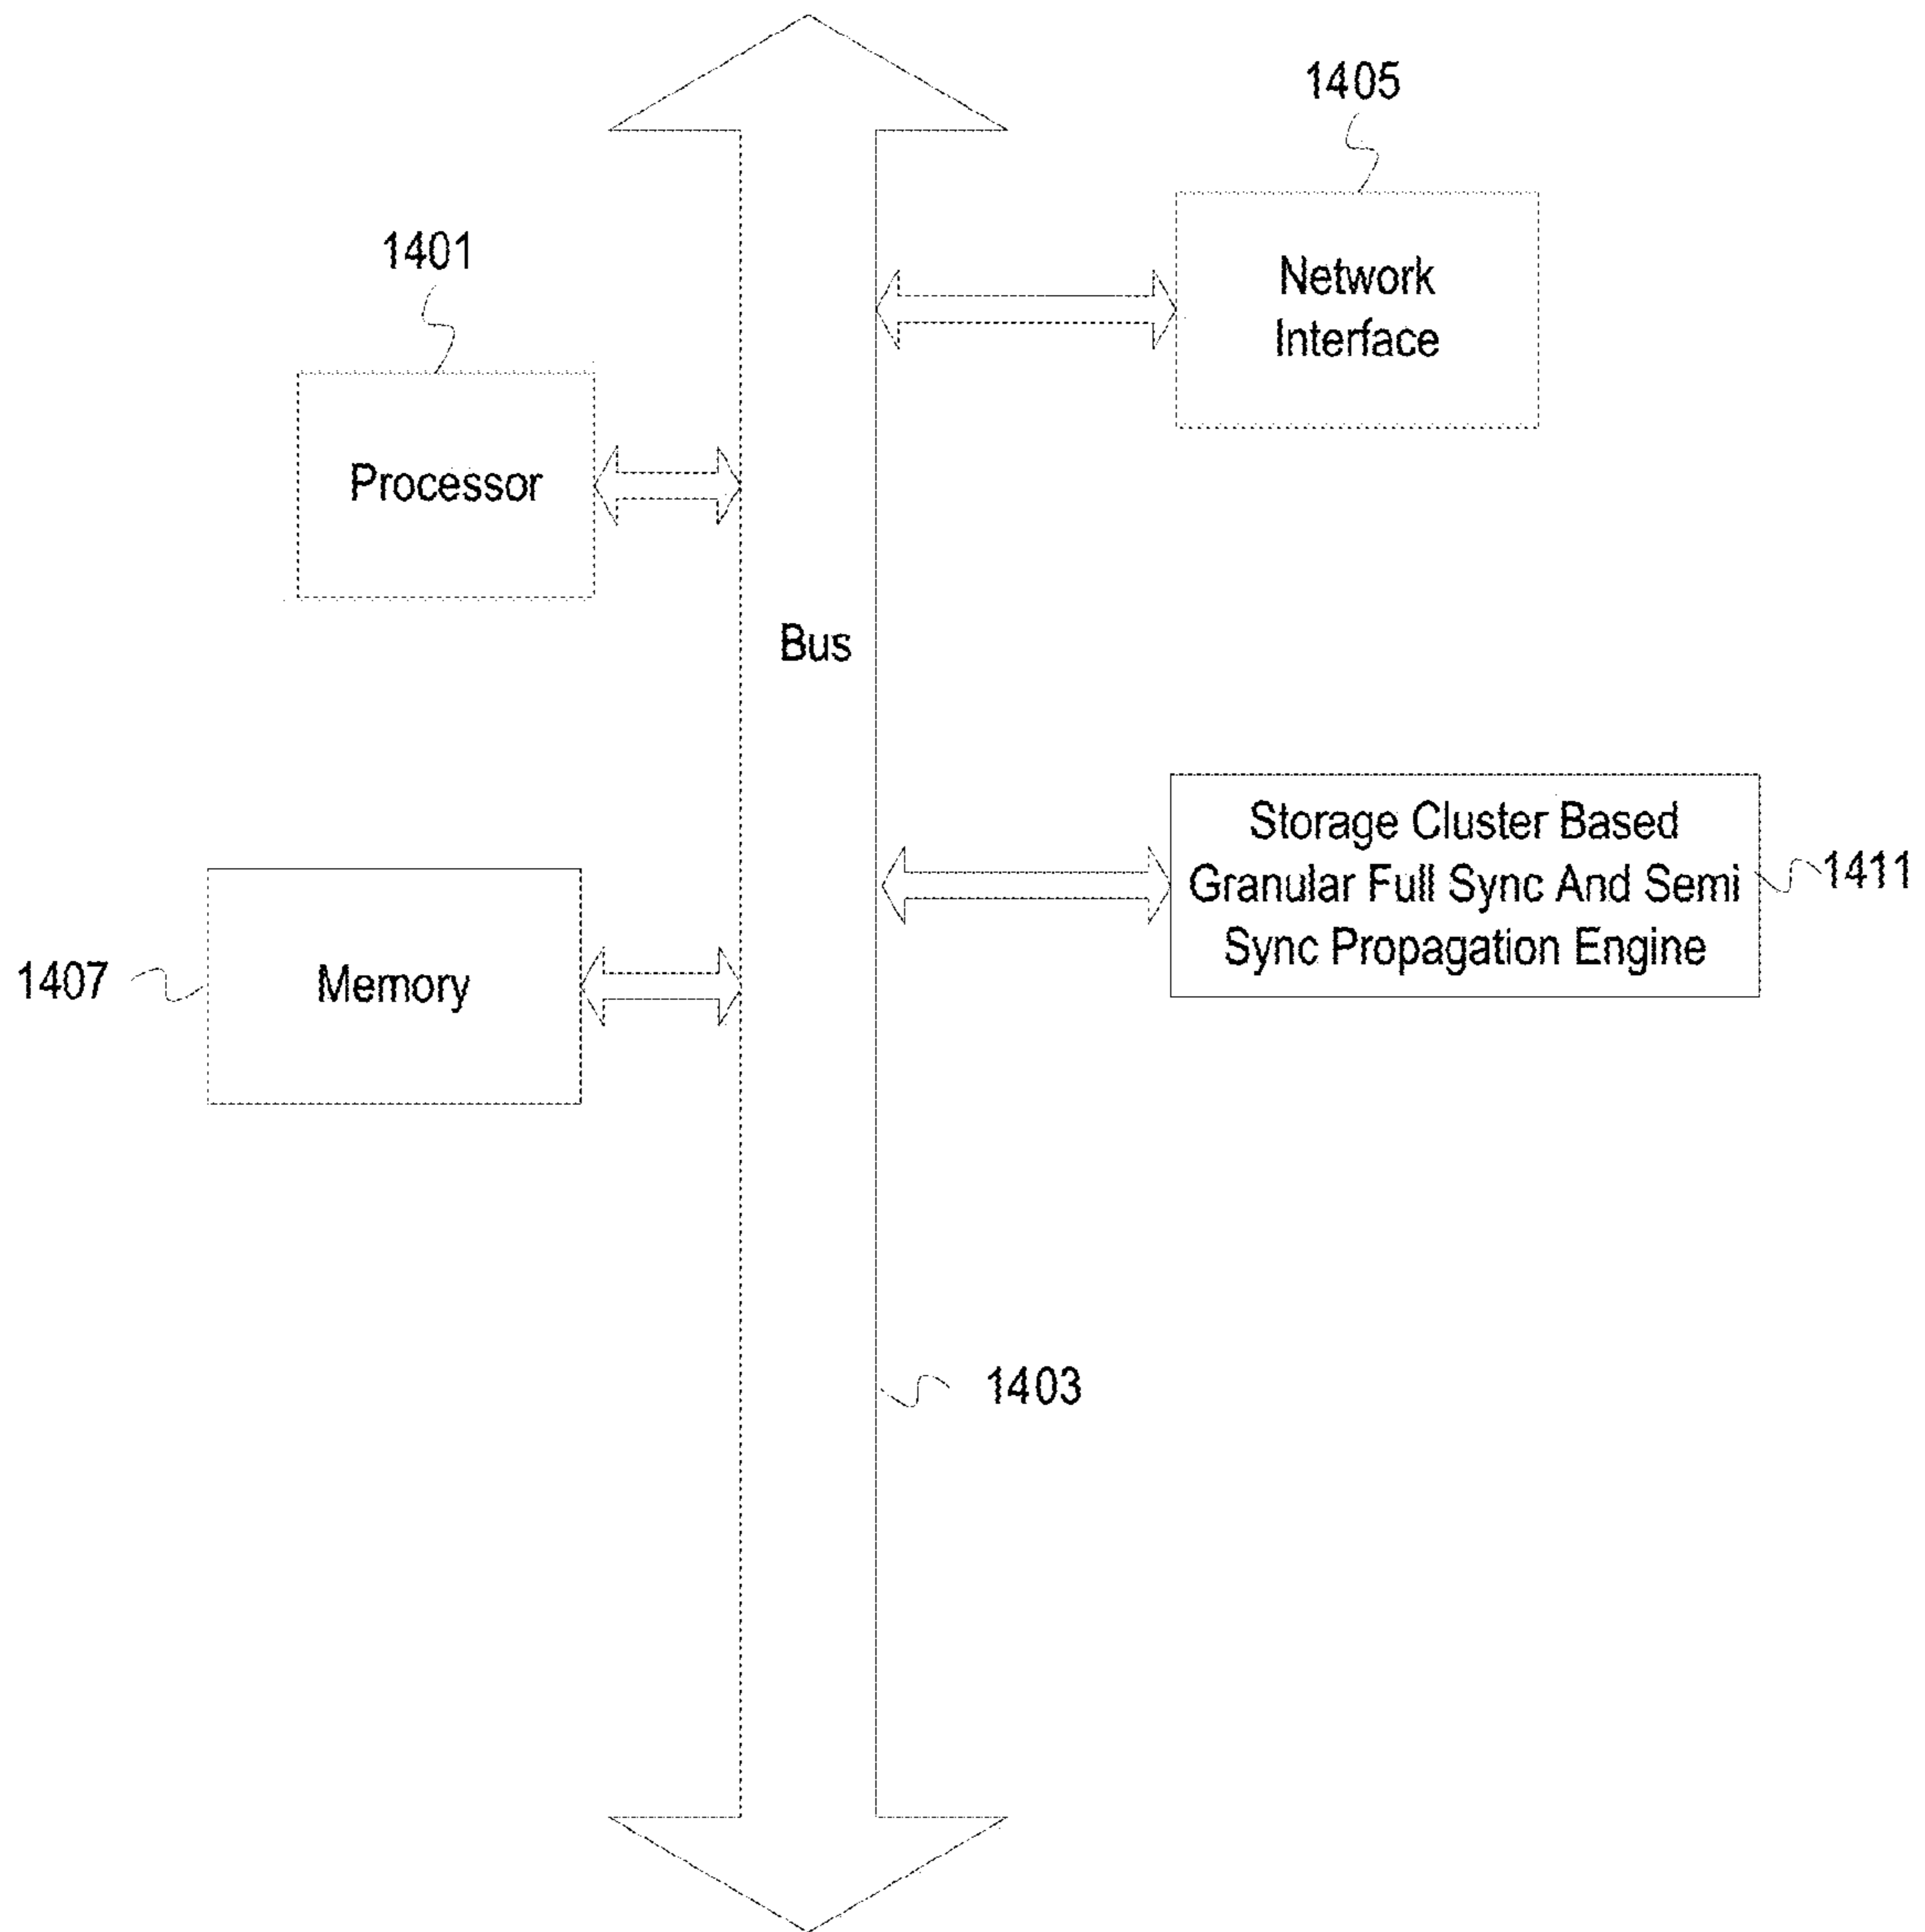 1405
1401
Network
Interface
Processor
Bus
Storage Cluster Based
Granular Full Sync And Semi
Sync Propagation Engine
1411
1407
Memory
1403